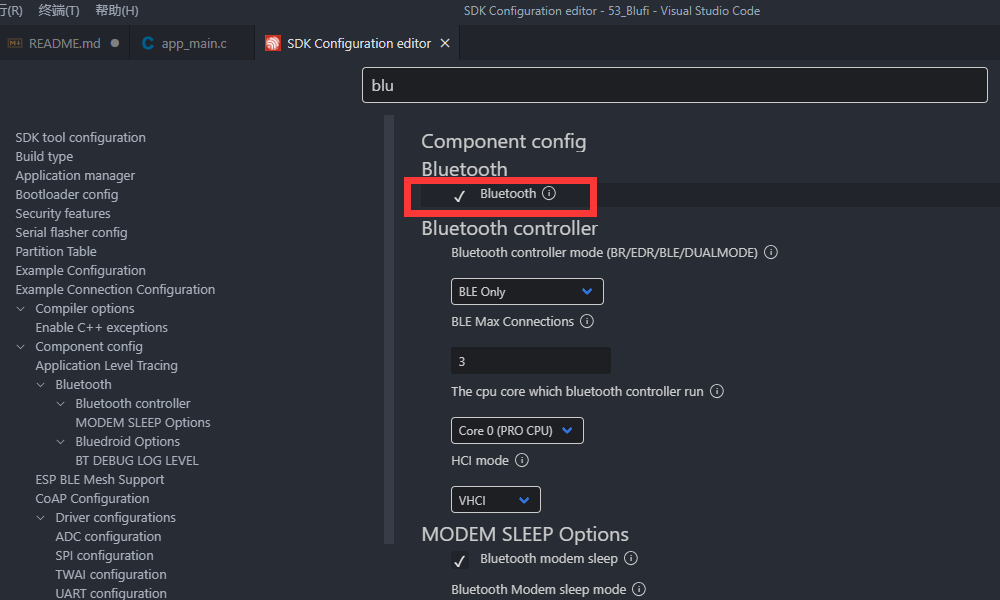 行(R) 终端(T) 帮助(H) SDK Configuration editor - 53_Blufi - Visual Studio Code
README.md C app_main.c SDK Configuration editor
blu
SDK tool configuration
Build type
Application manager
Bootloader config
Security features
Serial flasher config
Partition Table
Example Configuration
Example Connection Configuration
Compiler options
Enable C++ exceptions
Component config
Application Level Tracing
Bluetooth
Bluetooth controller
MODEM SLEEP Options
Bluedroid Options
BT DEBUG LOG LEVEL
ESP BLE Mesh Support
CoAP Configuration
Driver configurations
ADC configuration
SPI configuration
TWAI configuration
UART configuration
Component config
Bluetooth
Bluetooth
Bluetooth controller
Bluetooth controller mode (BR/EDR/BLE/DUALMODE)
BLE Only
BLE Max Connections
3
The cpu core which bluetooth controller run
Core 0 (PRO CPU)
HCI mode
VHCI
MODEM SLEEP Options
Bluetooth modem sleep
Bluetooth Modem sleep mode